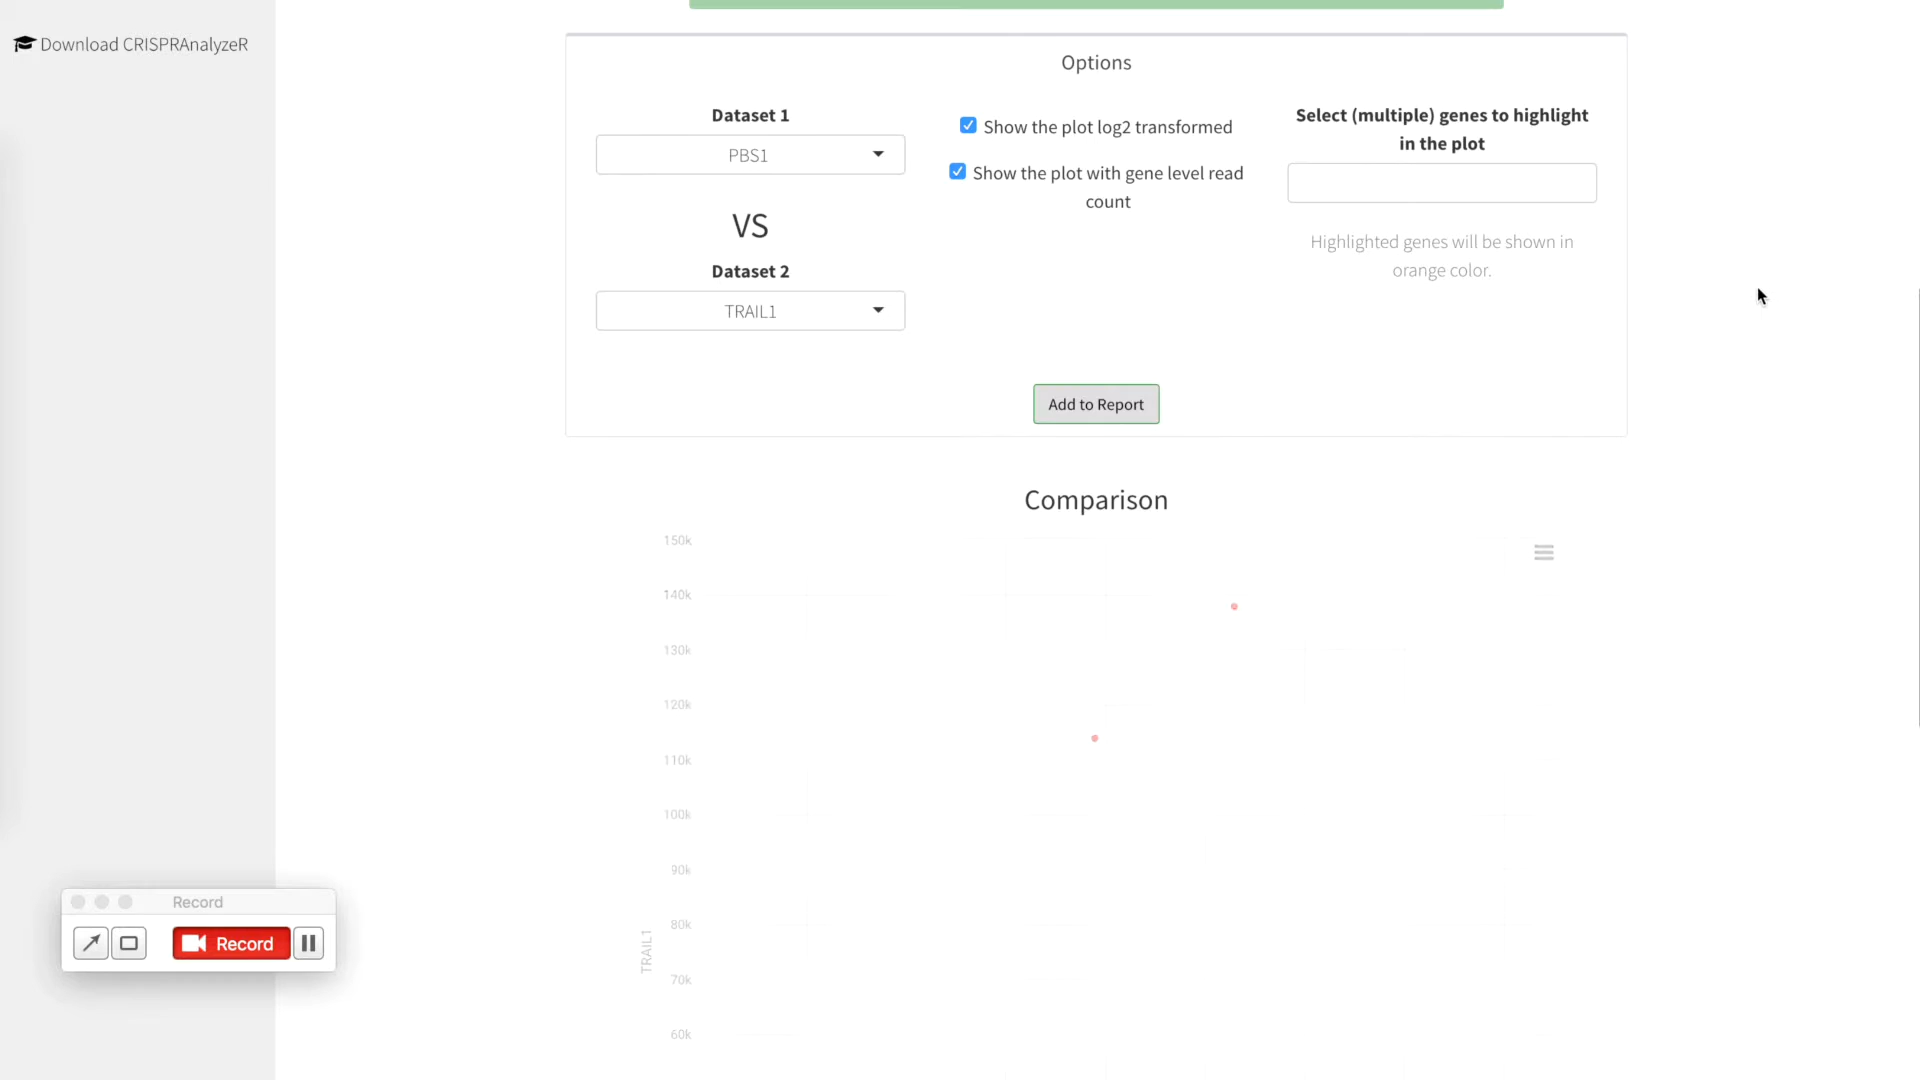 Download CRISPRAnalyzeR
Options
Dataset 1
PBS1
VS
Dataset 2
TRAIL1
Show the plot log2 transformed
Show the plot with gene level read
count
Select (multiple) genes to highlight
in the plot
Highlighted genes will be shown in
orange color.
Add to Report
Comparison
150k
140k
130k
120k
110k
100k
90k
80k
70k
60k
TRAIL1
Record
Record